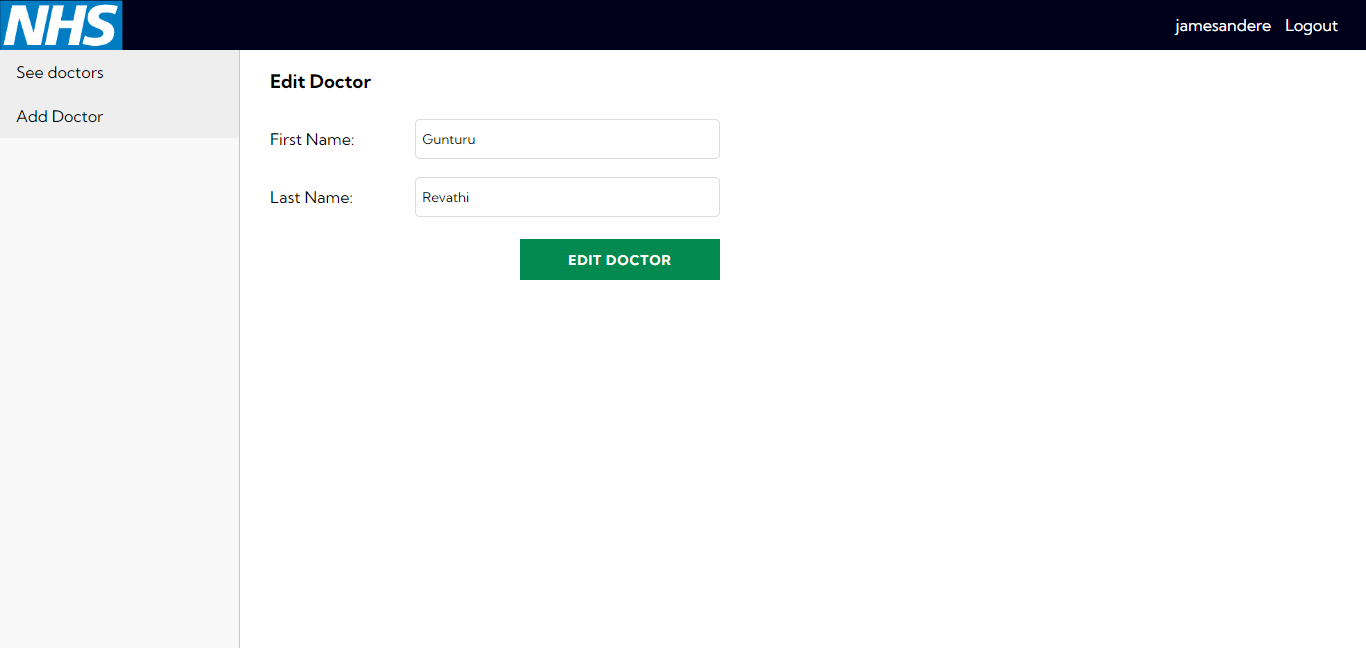 NHS
jamesandere Logout
See doctors
Add Doctor
Edit Doctor
First Name: Gunturu
Last Name: Revathi
EDIT DOCTOR